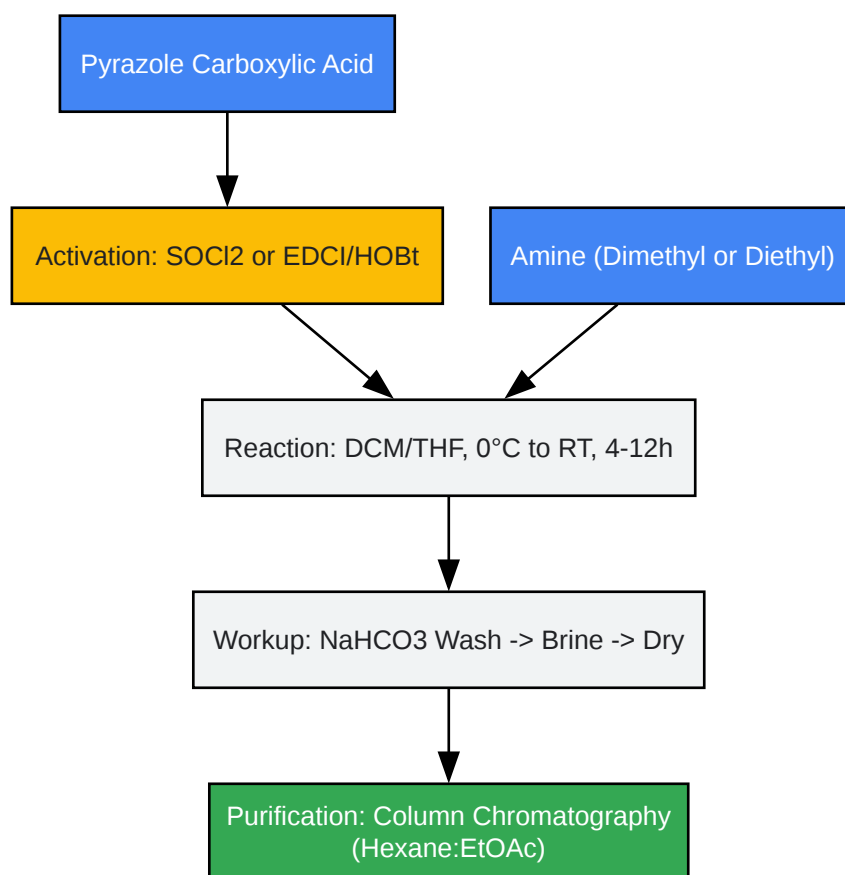 Pyrazole Carboxylic Acid
Activation: SOCl2 or EDCI/HOBt
Amine (Dimethyl or Diethyl)
Reaction: DCM/THF, 0°C to RT, 4-12h
Workup: NaHCO3 Wash -> Brine -> Dry
Purification: Column Chromatography
(Hexane:EtOAc)